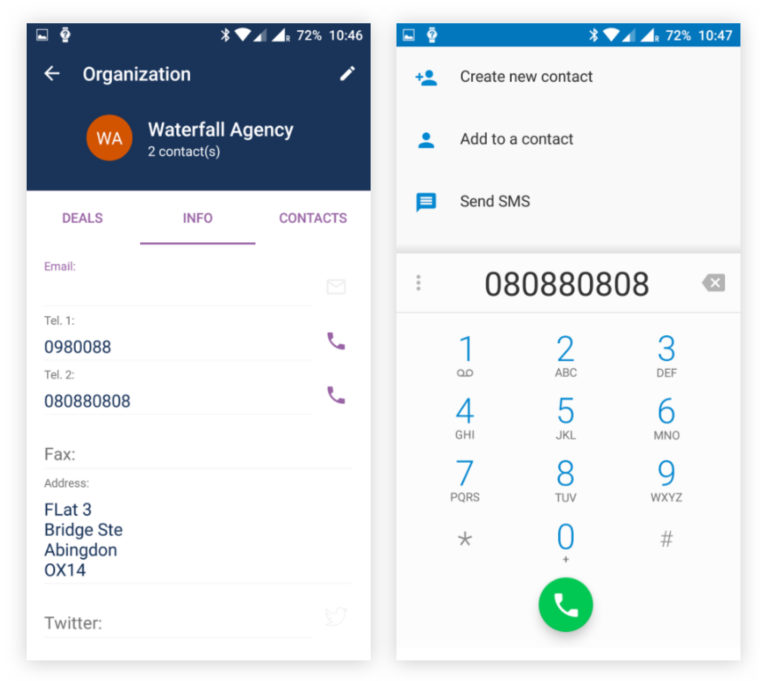 72% 10:46
Organization
WA
Waterfall Agency
2 contact(s)
DEALS INFO CONTACTS
Email:
Tel. 1:
0980088
Tel. 2:
080880808
Fax:
Address:
FLat 3
Bridge Ste
Abingdon
OX14
Twitter:
R 72% 10:47
Create new contact
Add to a contact
Send SMS
080880808
1 2 3
ABC DEF
4 5 6
GHI JKL MNO
7 8 9
PQRS TUV WXYZ
* 0 #
+